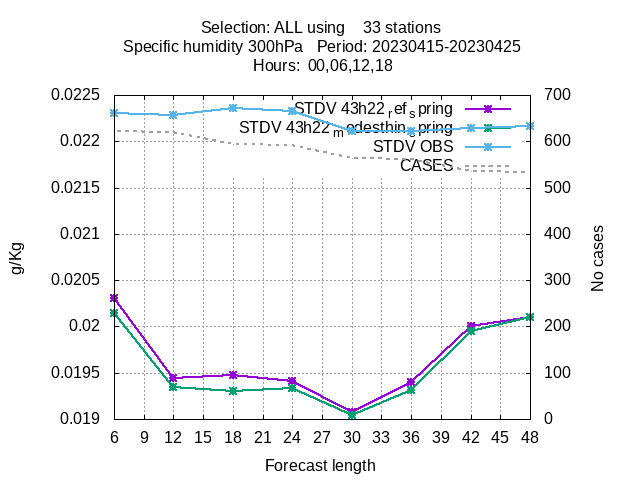 Selection: ALL using    33 stations
Specific humidity 300hPa   Period: 20230415-20230425
Hours:  00,06,12,18
STDV 43h22_ref_spring
STDV 43h22_modesthin_spring
STDV OBS
CASES
0.0225
0.022
0.0215
0.021
0.0205
0.02
0.0195
0.019
700
600
500
400
300
200
100
0
g/Kg
No cases
6 9 12 15 18 21 24 27 30 33 36 39 42 45 48
Forecast length